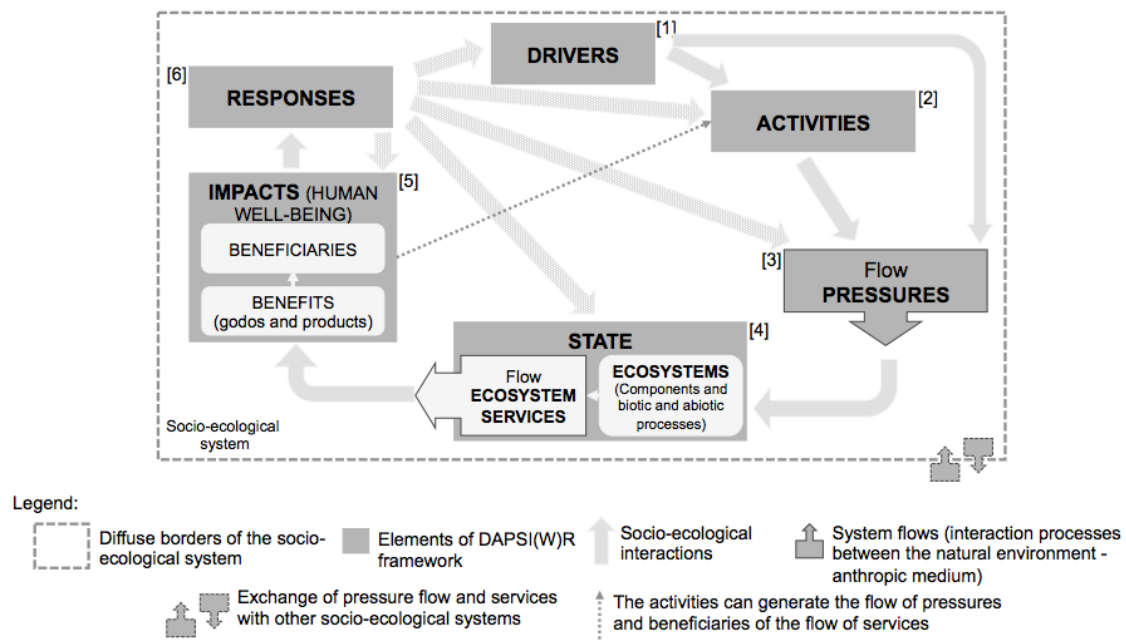 [1]
DRIVERS
[6]
RESPONSES
[2]
ACTIVITIES
[5]
IMPACTS (HUMAN
WELL-BEING)
BENEFICIARIES
BENEFITS
(godos and products)
[3]
Flow
PRESSURES
[4]
STATE
Flow
ECOSYSTEM
SERVICES
ECOSYSTEMS
(Components and
biotic and abiotic
processes)
Socio-ecological
system
Legend:
Diffuse borders of the socio-
ecological system
Elements of DAPSI(W)R
framework
Socio-ecological
interactions
System flows (interaction processes
between the natural environment -
anthropic medium)
Exchange of pressure flow and services
with other socio-ecological systems
The activities can generate the flow of pressures
and beneficiaries of the flow of services